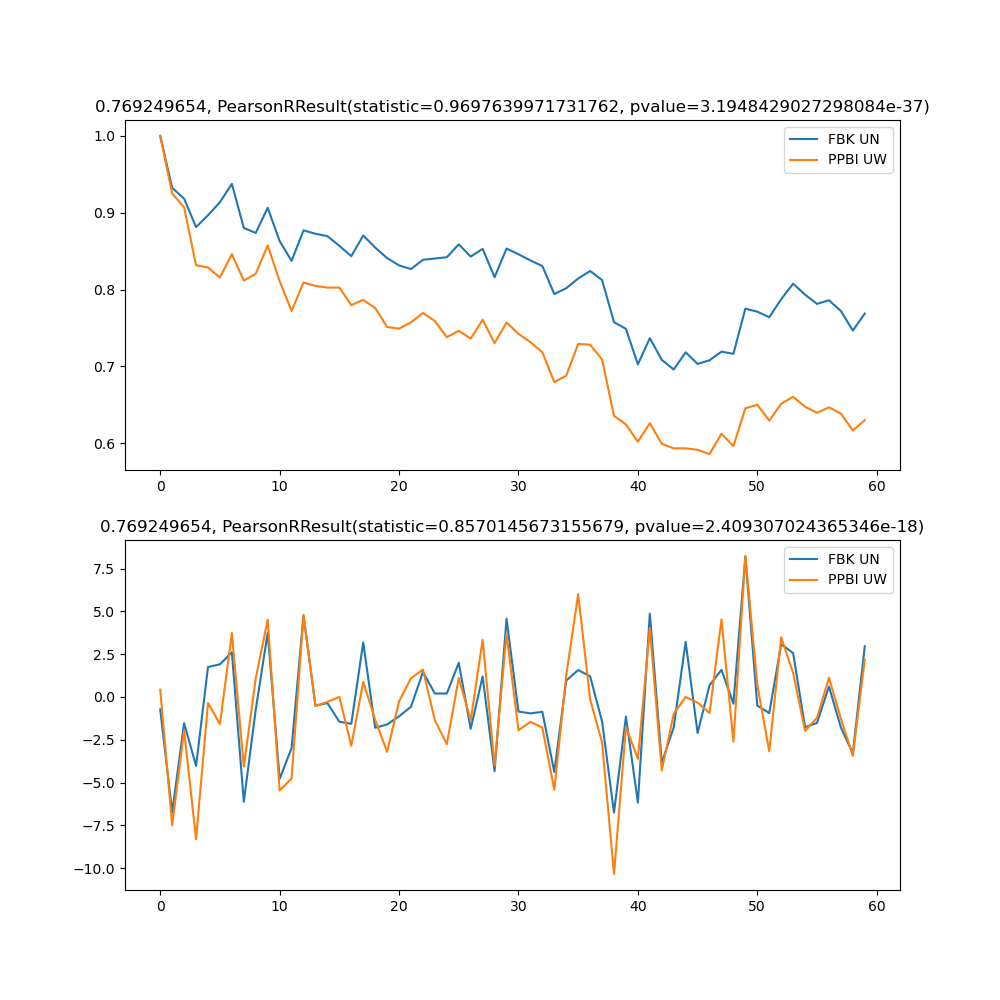 0.769249654, PearsonRResult(statistic=0.9697639971731762, pvalue=3.1948429027298084e-37)
FBK UN
PPBI UW
1.0
0.9
0.8
0.7
0.6
0 10 20 30 40 50 60
0.769249654, PearsonRResult(statistic=0.8570145673155679, pvalue=2.409307024365346e-18)
FBK UN
PPBI UW
7.5
5.0
2.5
0.0
−2.5
−5.0
−7.5
−10.0
0 10 20 30 40 50 60